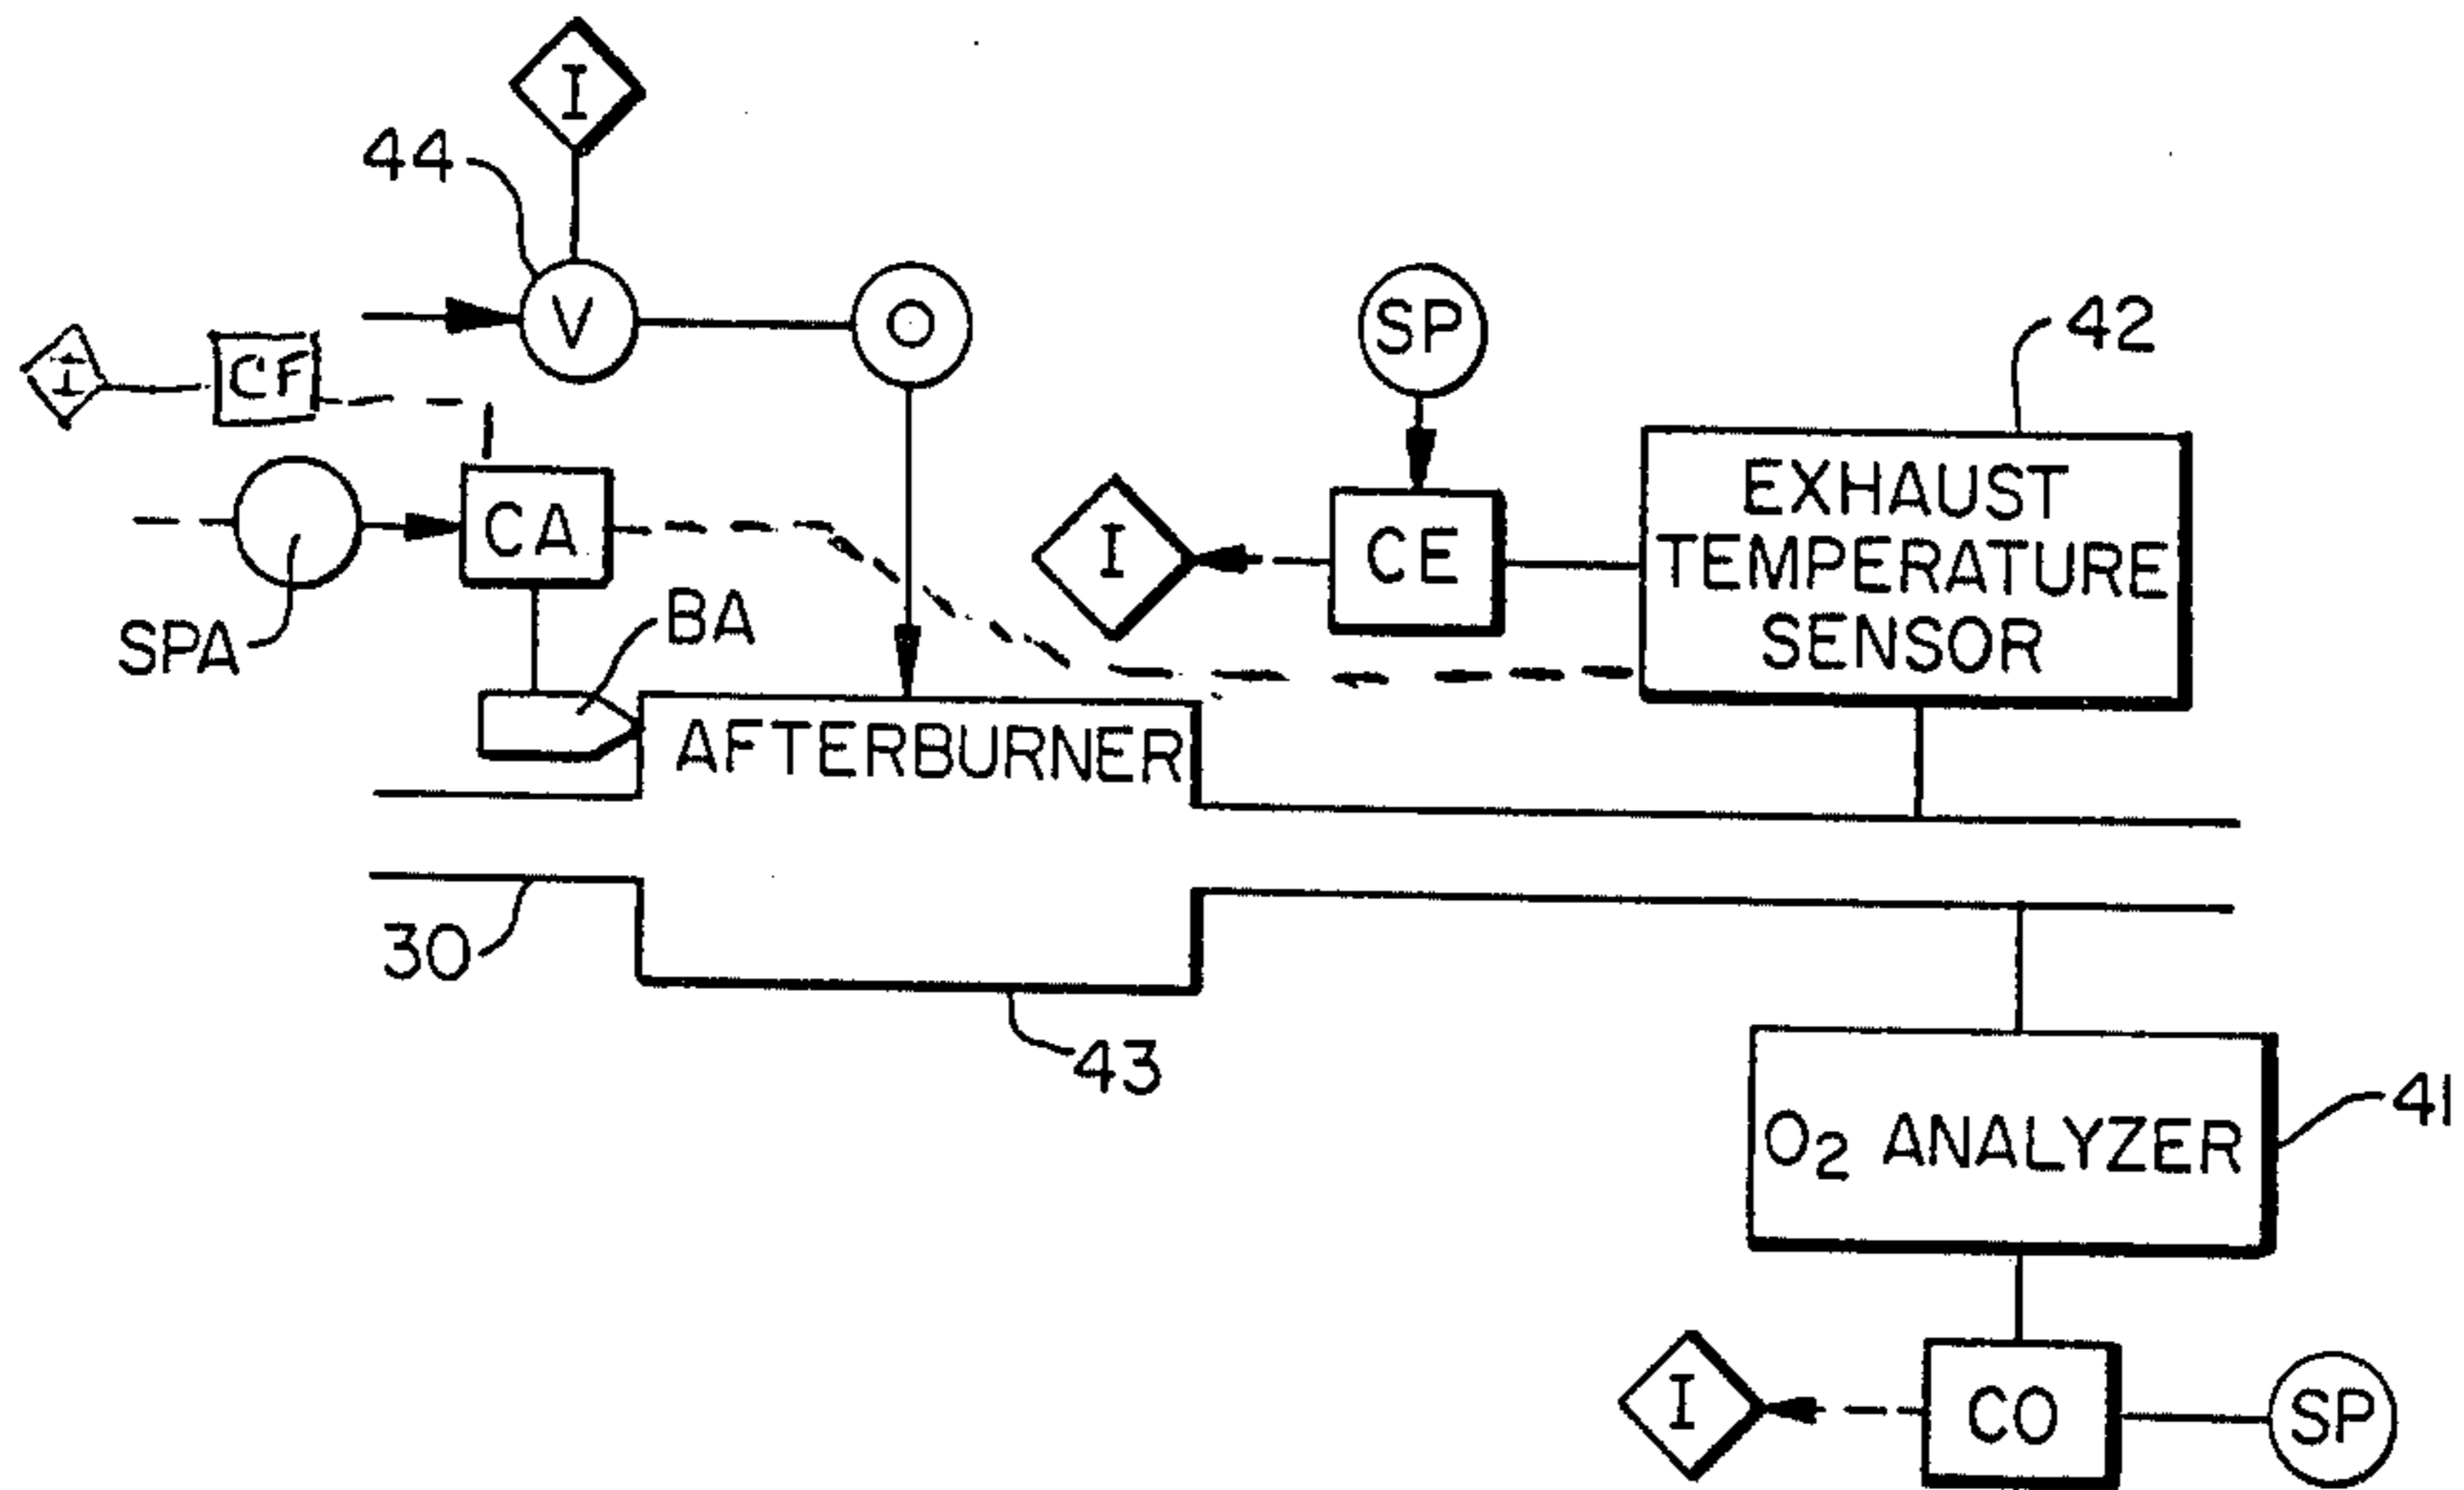 I
44
V
I
CF
SP
42
CA
I
CE
EXHAUST
TEMPERATURE
SENSOR
SPA
BA
AFTERBURNER
30
43
O2 ANALYZER
41
I
CO
SP